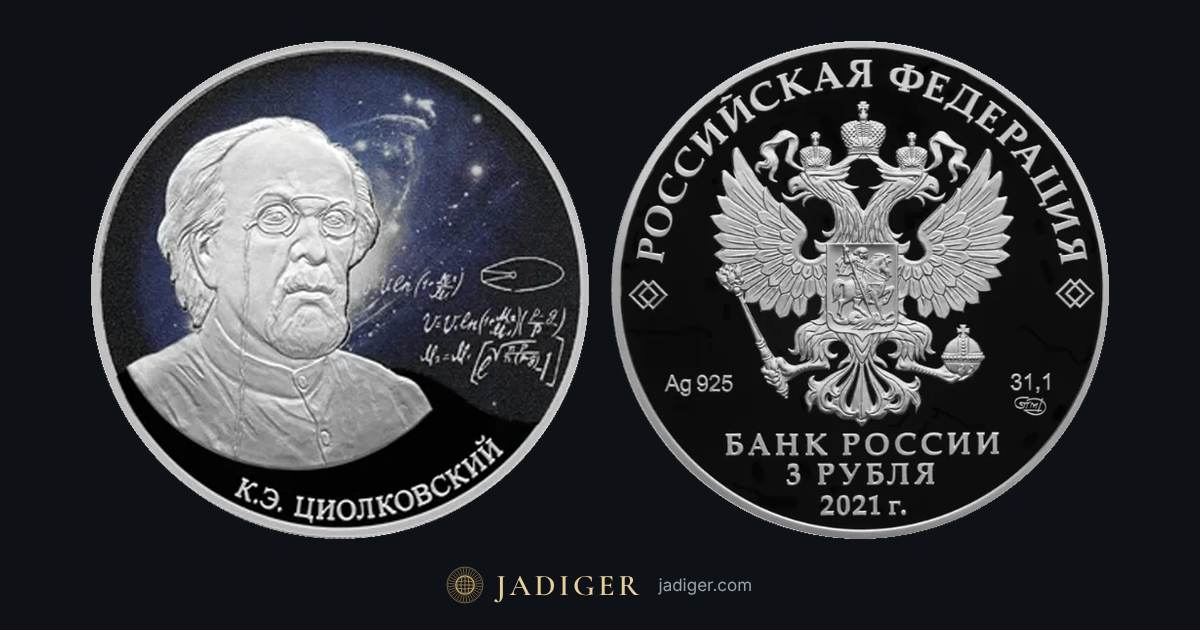 К.Э. ЦИОЛКОВСКИЙ
РОССИЙСКАЯ ФЕДЕРАЦИЯ
Ag 925
31,1
БАНК РОССИИ
3 РУБЛЯ
2021 г.
JADIGER
jadiger.com